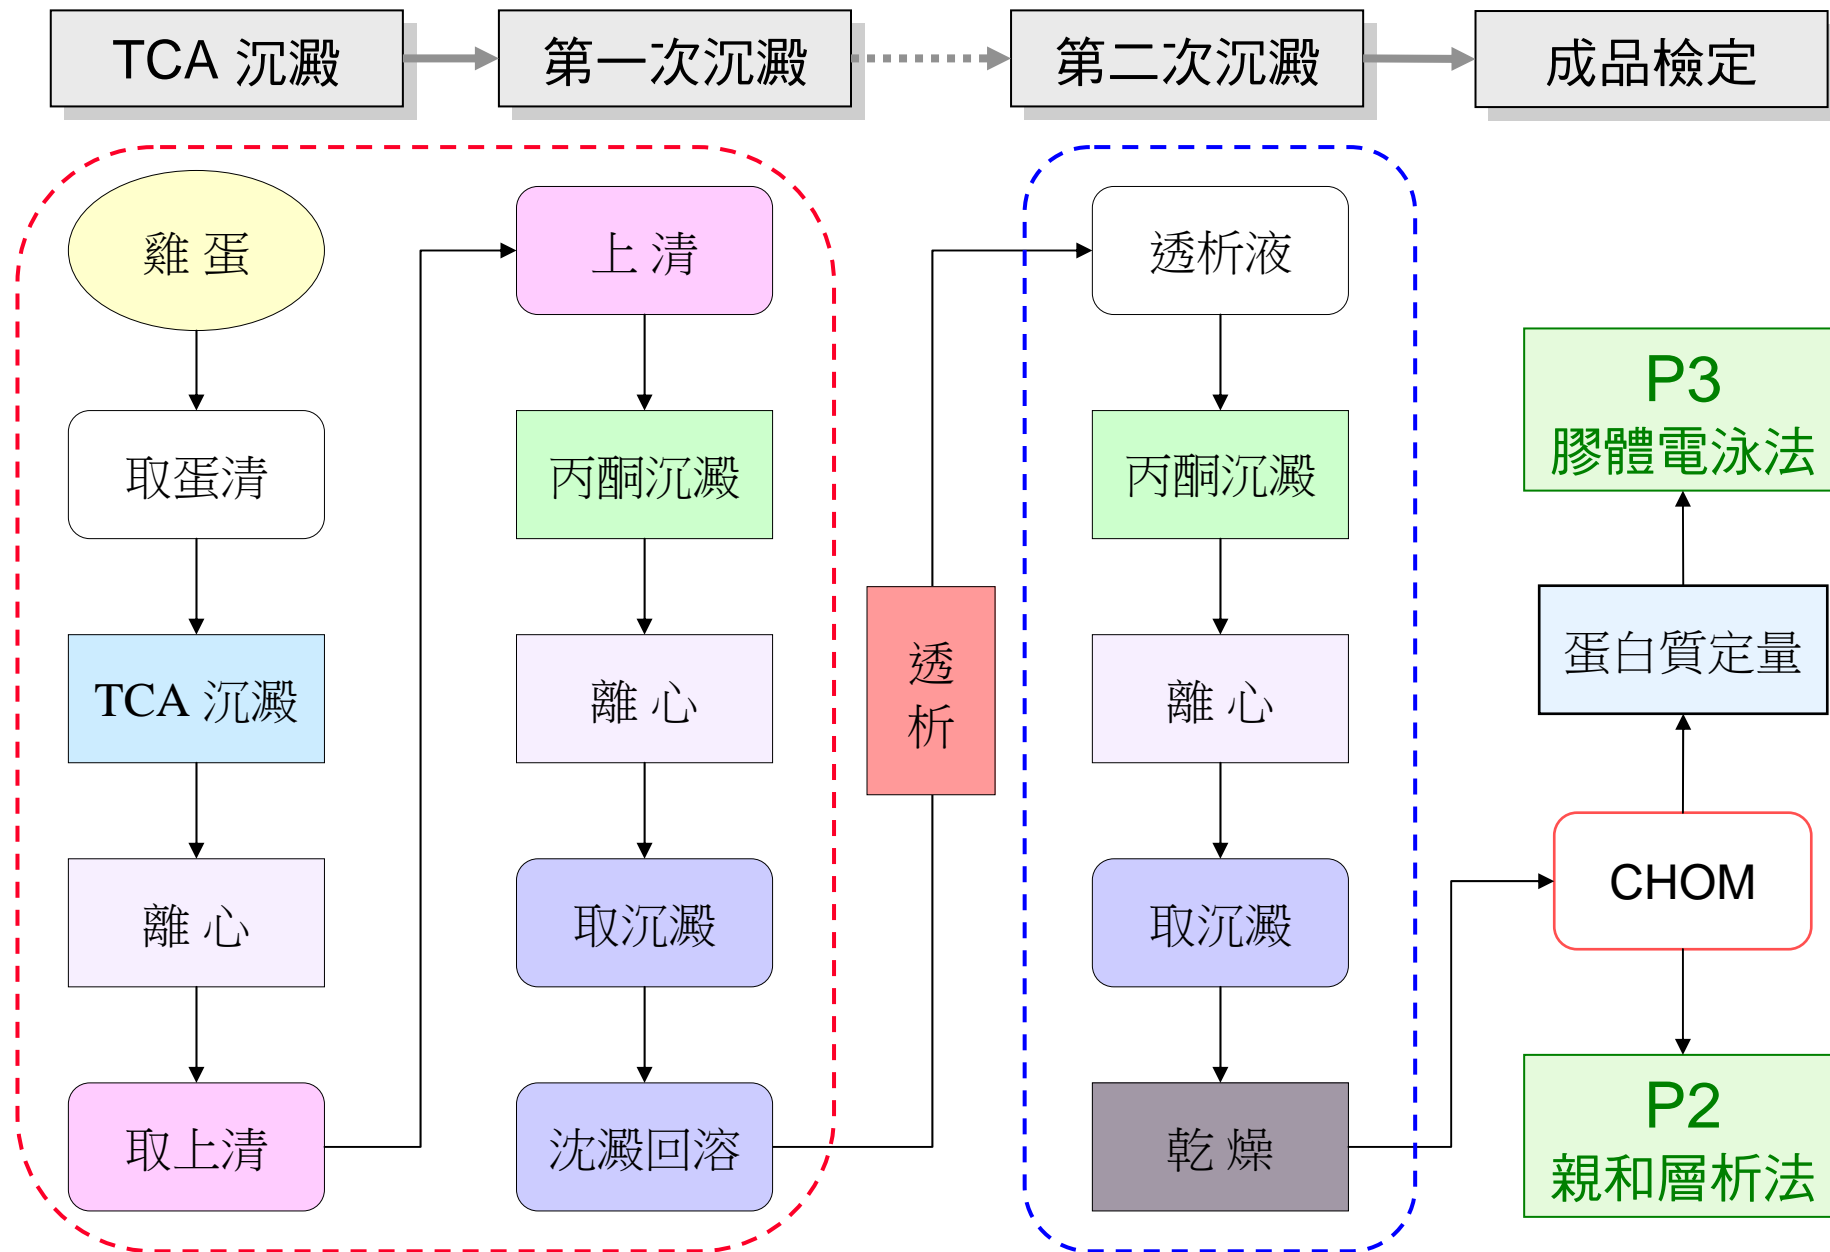 TCA 沉澱
第一次沉澱
第二次沉澱
成品檢定
雞 蛋
取蛋清
TCA 沉澱
離 心
取上清
上 清
丙酮沉澱
離 心
取沉澱
沈澱回溶
透
析
透析液
丙酮沉澱
離 心
取沉澱
乾 燥
P3
膠體電泳法
蛋白質定量
CHOM
P2
親和層析法